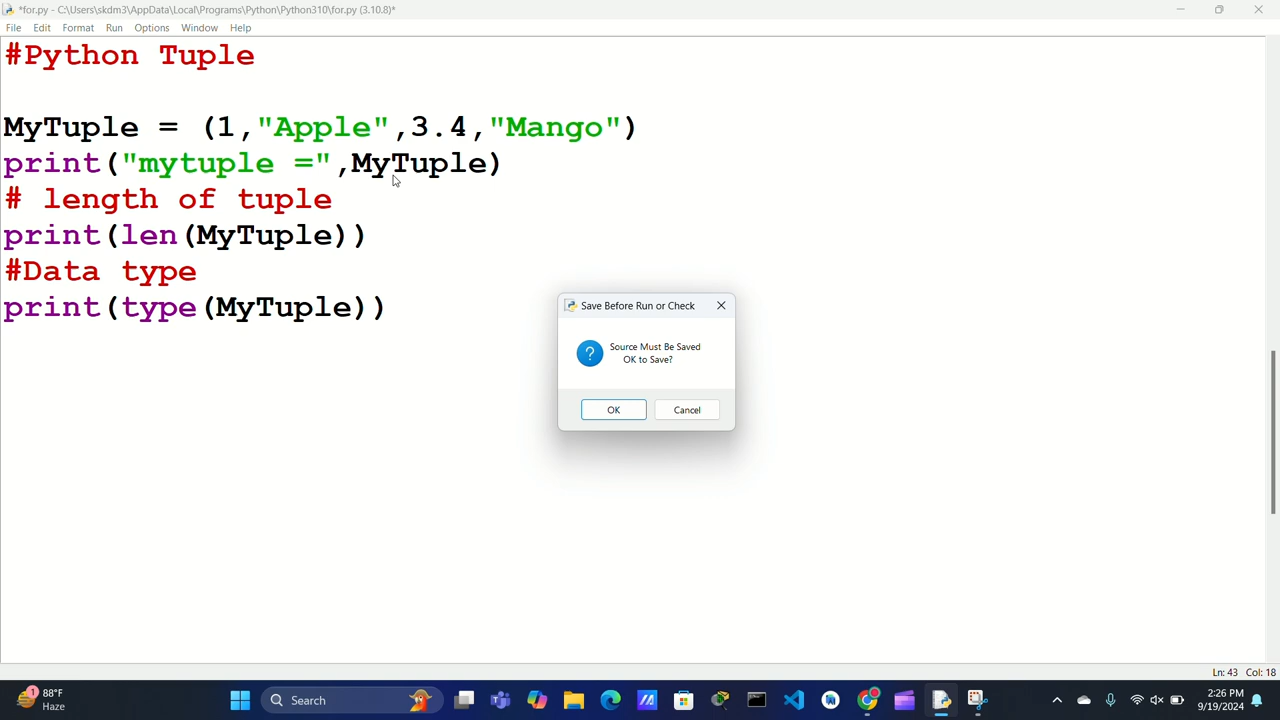 *for.py - C:\Users\skdm3\AppData\Local\Programs\Python\Python310\for.py (3.10.8)*
File Edit Format Run Options Window Help
#Python Tuple
MyTuple = (1,"Apple",3.4,"Mango")
print("mytuple =",MyTuple)
# length of tuple
print(len(MyTuple))
#Data type
print(type(MyTuple))
Save Before Run or Check
Source Must Be Saved
OK to Save?
OK Cancel
Ln: 43 Col: 18
1
88°F
Haze
Search
2:26 PM
9/19/2024